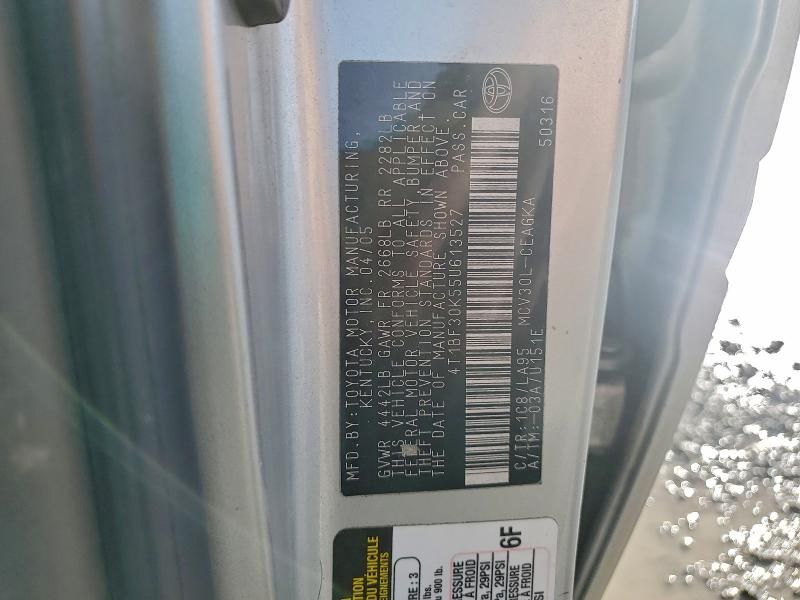 MFD.BY:TOYOTA MOTOR MANUFACTURING,
KENTUCKY,INC. 04/05
GVWR 4442LB GAWR FR 2668LB RR 2282LB
THIS VEHICLE CONFORMS TO ALL APPLICABLE
FEDERAL MOTOR VEHICLE SAFETY, BUMPER,AND
THEFT PREVENTION STANDARDS IN EFFECT ON
THE DATE OF MANUFACTURE SHOWN ABOVE.
4T1BF30K55U613527 PASS.CAR
C/TR:1C8/LA95 MCV30L-CEAGKA
A/TM:-03A/U151E 50316
DU VÉHICULE
6F